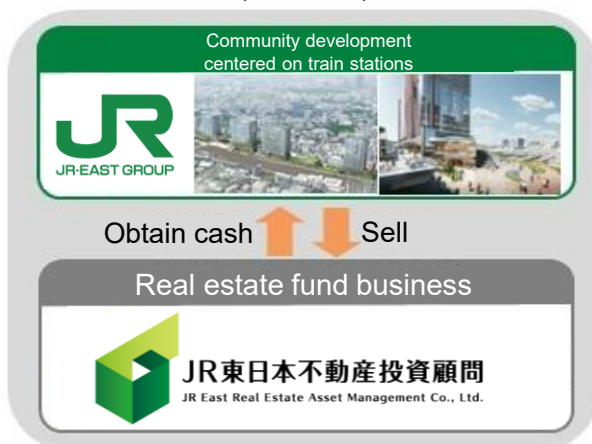 Community development
centered on train stations
JR
JR-EAST GROUP
Obtain cash
Sell
Real estate fund business
JR東日本不動産投資顧問
JR East Real Estate Asset Management Co., Ltd.